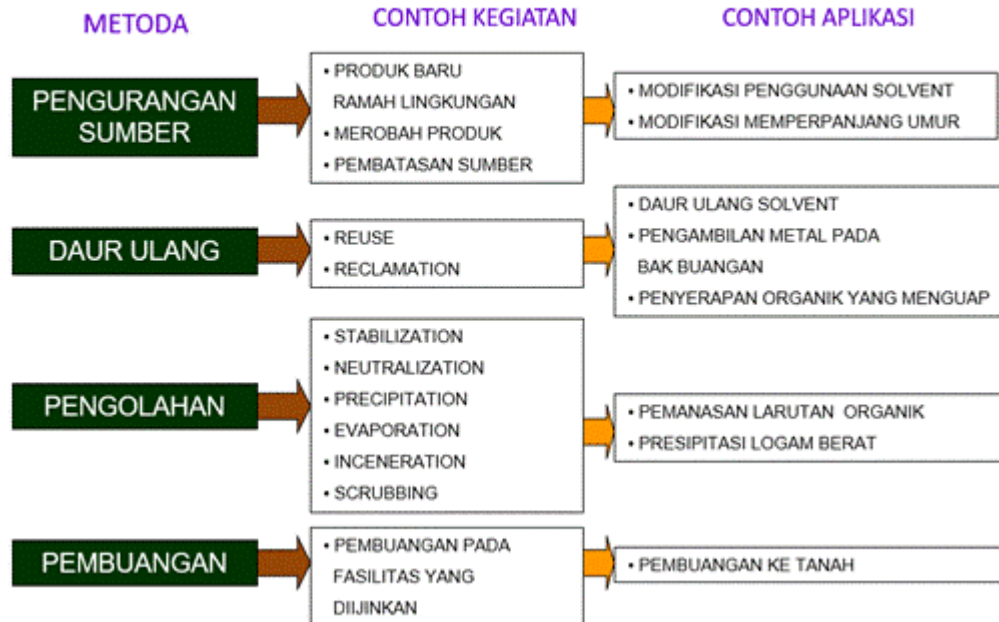 METODA
CONTOH KEGIATAN
CONTOH APLIKASI
PENGURANGAN
SUMBER
• PRODUK BARU
RAMAH LINGKUNGAN
• MEROBAH PRODUK
• PEMBATASAN SUMBER
• MODIFIKASI PENGGUNAAN SOLVENT
• MODIFIKASI MEMPERPANJANG UMUR
DAUR ULANG
• REUSE
• RECLAMATION
• DAUR ULANG SOLVENT
• PENGAMBILAN METAL PADA
BAK BUANGAN
• PENYERAPAN ORGANIK YANG MENGUAP
PENGOLAHAN
• STABILIZATION
• NEUTRALIZATION
• PRECIPITATION
• EVAPORATION
• INCENERATION
• SCRUBBING
• PEMANASAN LARUTAN ORGANIK
• PRESIPITASI LOGAM BERAT
PEMBUANGAN
• PEMBUANGAN PADA
FASILITAS YANG
DIIJINKAN
• PEMBUANGAN KE TANAH